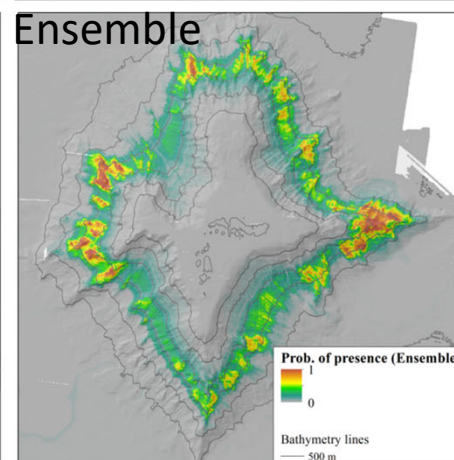 Ensemble
Prob. of presence (Ensemble
1
0
Bathymetry lines
500 m